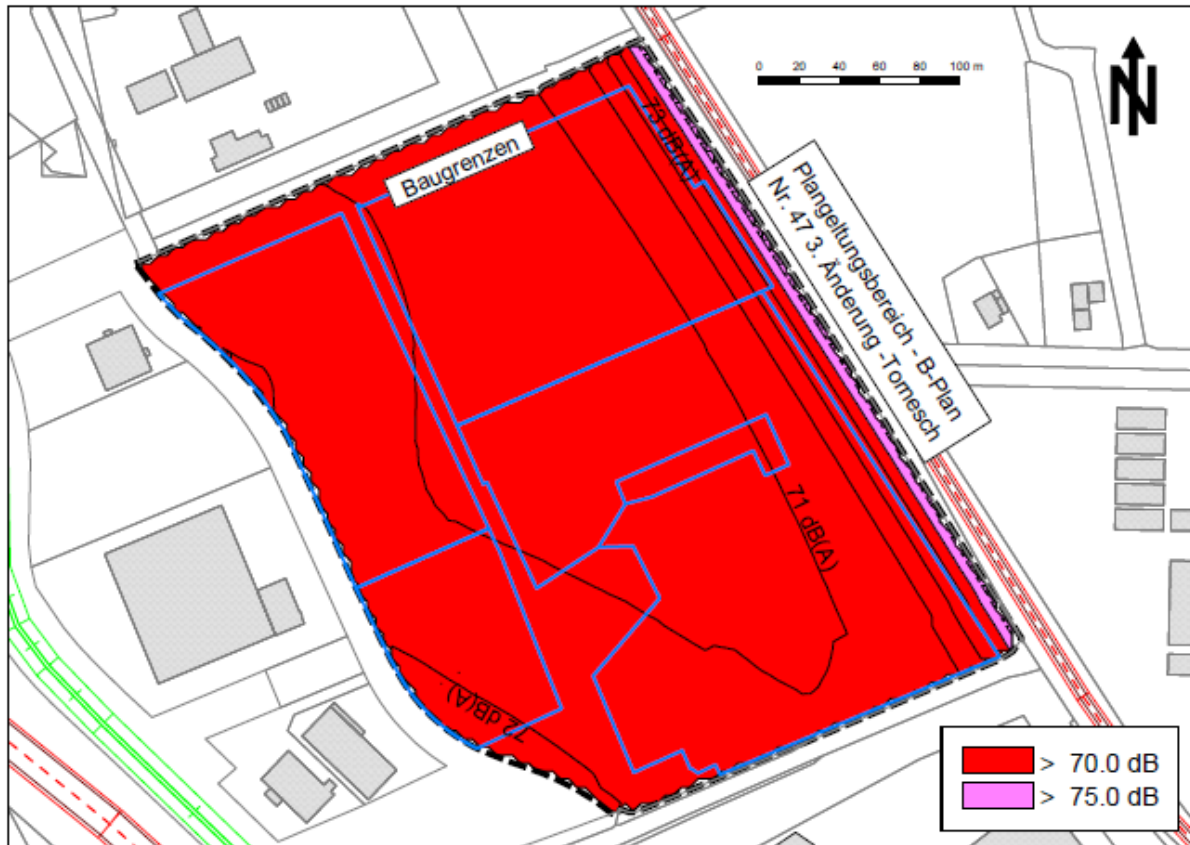 0 20 40 60 80 100 m
N
73 dB(A)
Baugrenzen
Plangeltungsbereich - B-Plan
Nr. 47 3. Änderung -Tornesch
71 dB(A)
72 dB(A)
> 70.0 dB
> 75.0 dB